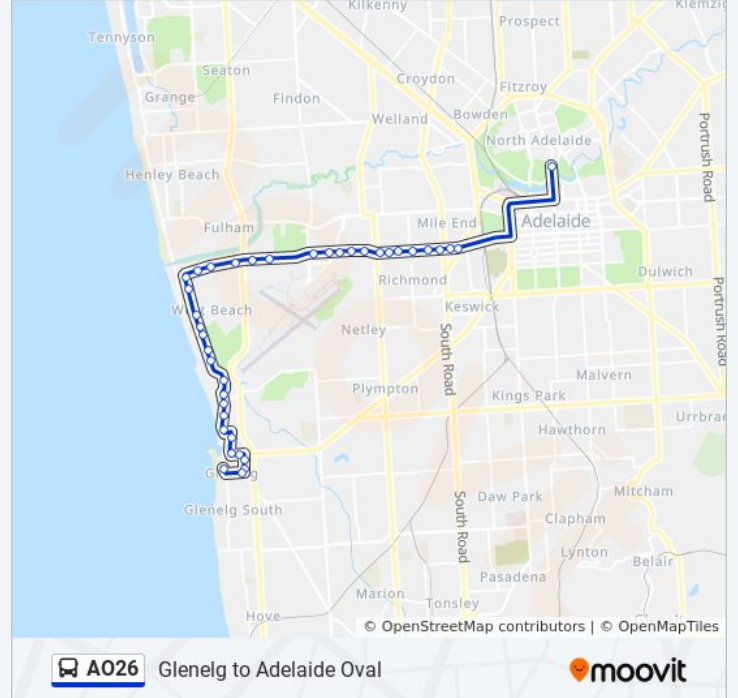 Kilkenny
Klemzig
Tennyson
Prospect
Seaton
Croydon
Fitzroy
Grange
Findon
Welland
Bowden
Portrush Road
North Adelaide
Henley Beach
Fulham
Mile End
Adelaide
Richmond
Dulwich
West Beach
Keswick
Portrush Road
Netley
South Road
Malvern
Plympton
Kings Park
Urrbrae
Hawthorn
Glenelg
Daw Park
Mitcham
Glenelg South
South Road
Clapham
Lynton
Belair
Pasadena
Marion
Tonsley
Hove
© OpenStreetMap contributors | © OpenMapTiles
AO26 Glenelg to Adelaide Oval
moovit